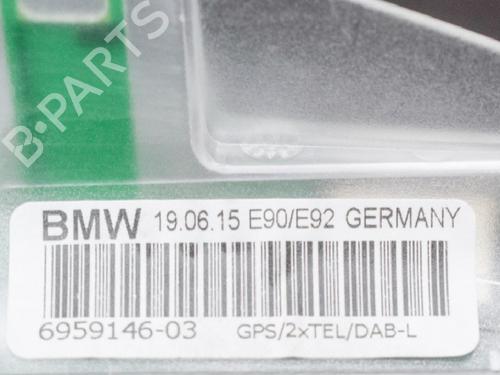 B-PARTS
BMW 19.06.15 E90/E92 GERMANY
6959146-03 GPS/2xTEL/DAB-L